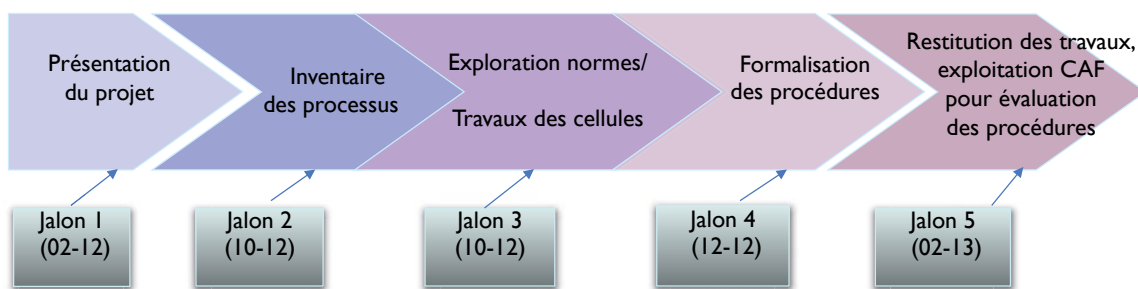 Présentation
du projet
Inventaire
des processus
Exploration normes/
Travaux des cellules
Formalisation
des procédures
Restitution des travaux,
exploitation CAF
pour évaluation
des procédures
Jalon 1
(02-12)
Jalon 2
(10-12)
Jalon 3
(10-12)
Jalon 4
(12-12)
Jalon 5
(02-13)